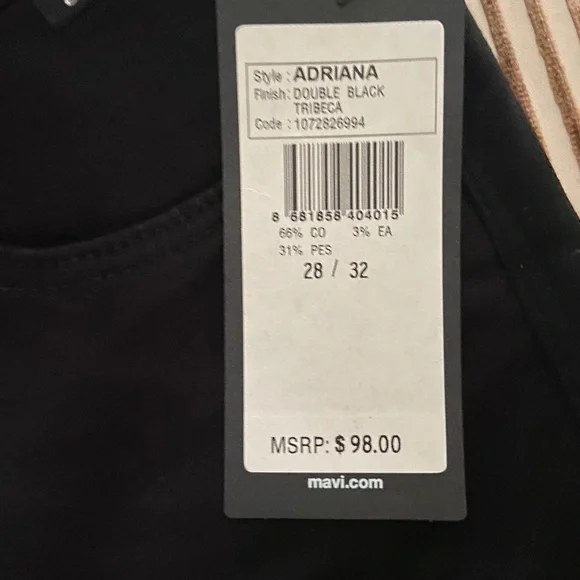 Style : ADRIANA
Finish: DOUBLE BLACK
TRIBECA
Code : 1072826994
8 681858 404015
66% CO 3% EA
31% PES
28 / 32
MSRP: $98.00
mavi.com